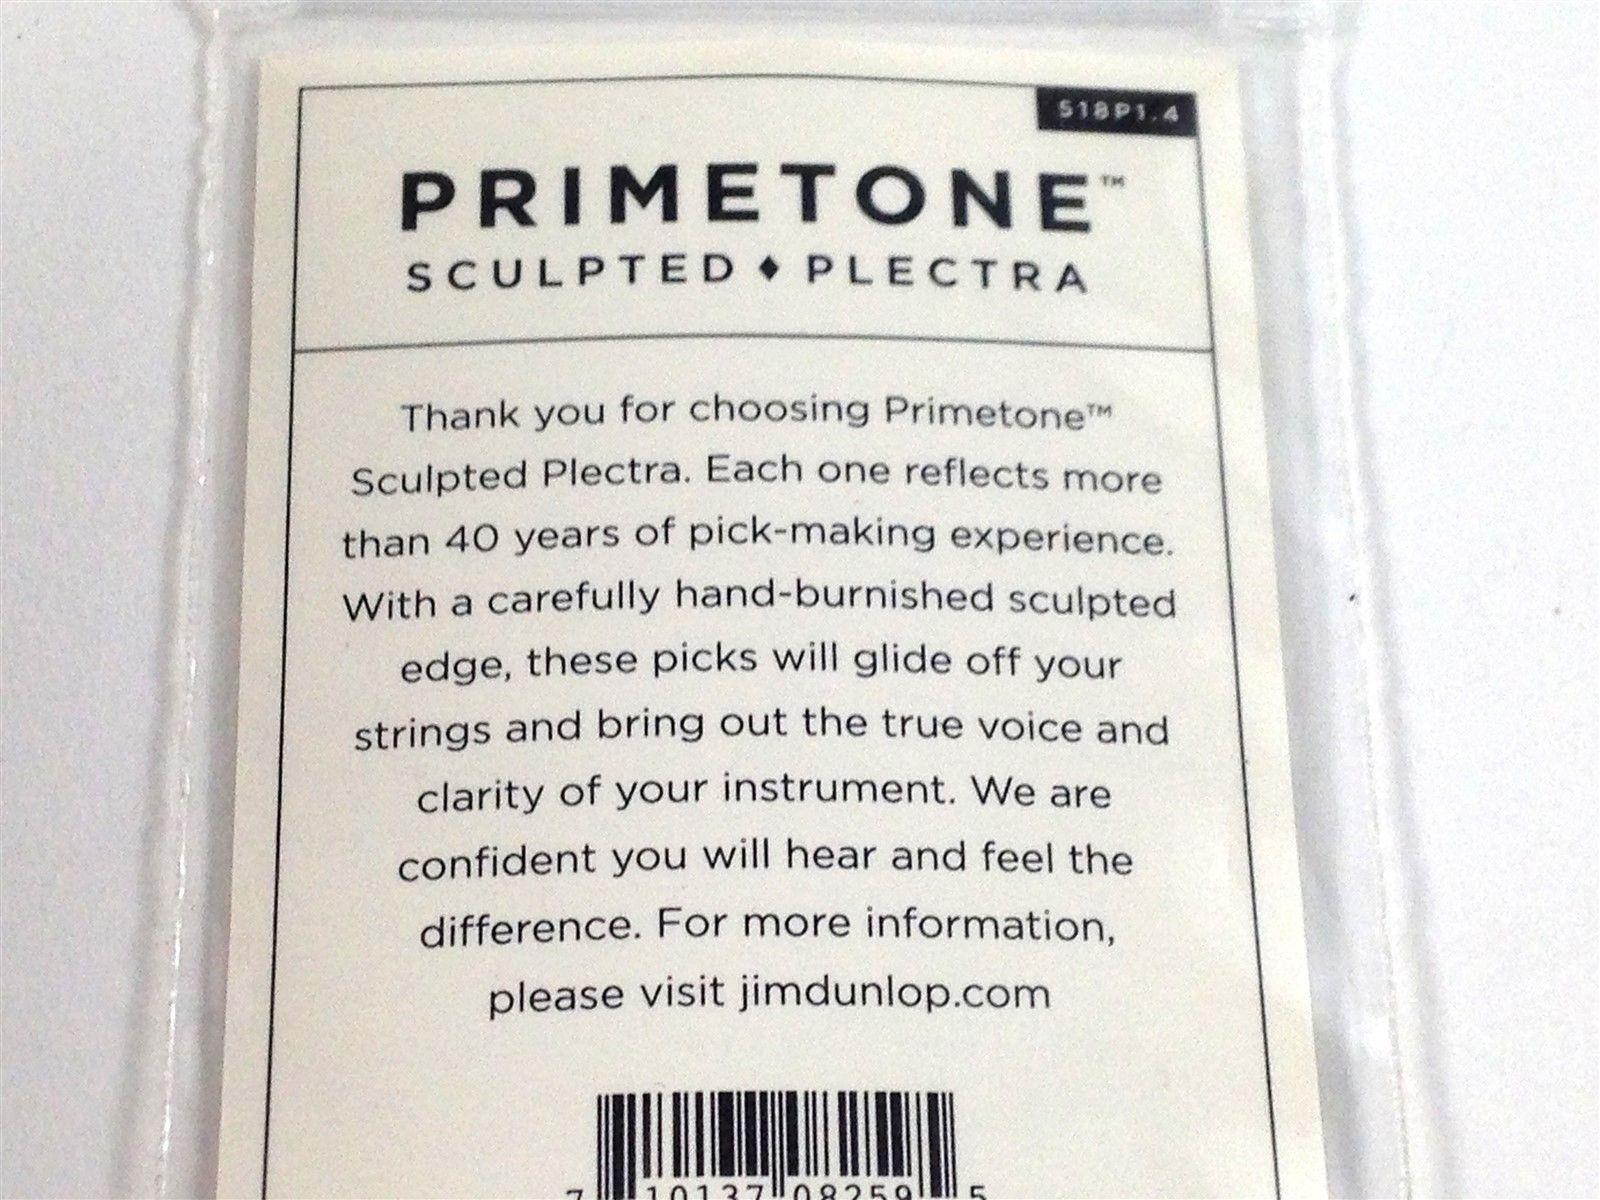 518P1.4
PRIMETONE™
SCULPTED ♦ PLECTRA
Thank you for choosing Primetone™
Sculpted Plectra. Each one reflects more
than 40 years of pick-making experience.
With a carefully hand-burnished sculpted
edge, these picks will glide off your
strings and bring out the true voice and
clarity of your instrument. We are
confident you will hear and feel the
difference. For more information,
please visit jimdunlop.com
7 10137 08259 5